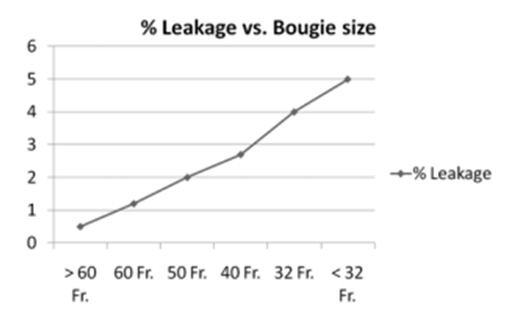 % Leakage vs. Bougie size
6
5
4
3
2
1
0
% Leakage
> 60 Fr.
60 Fr.
50 Fr.
40 Fr.
32 Fr.
< 32 Fr.